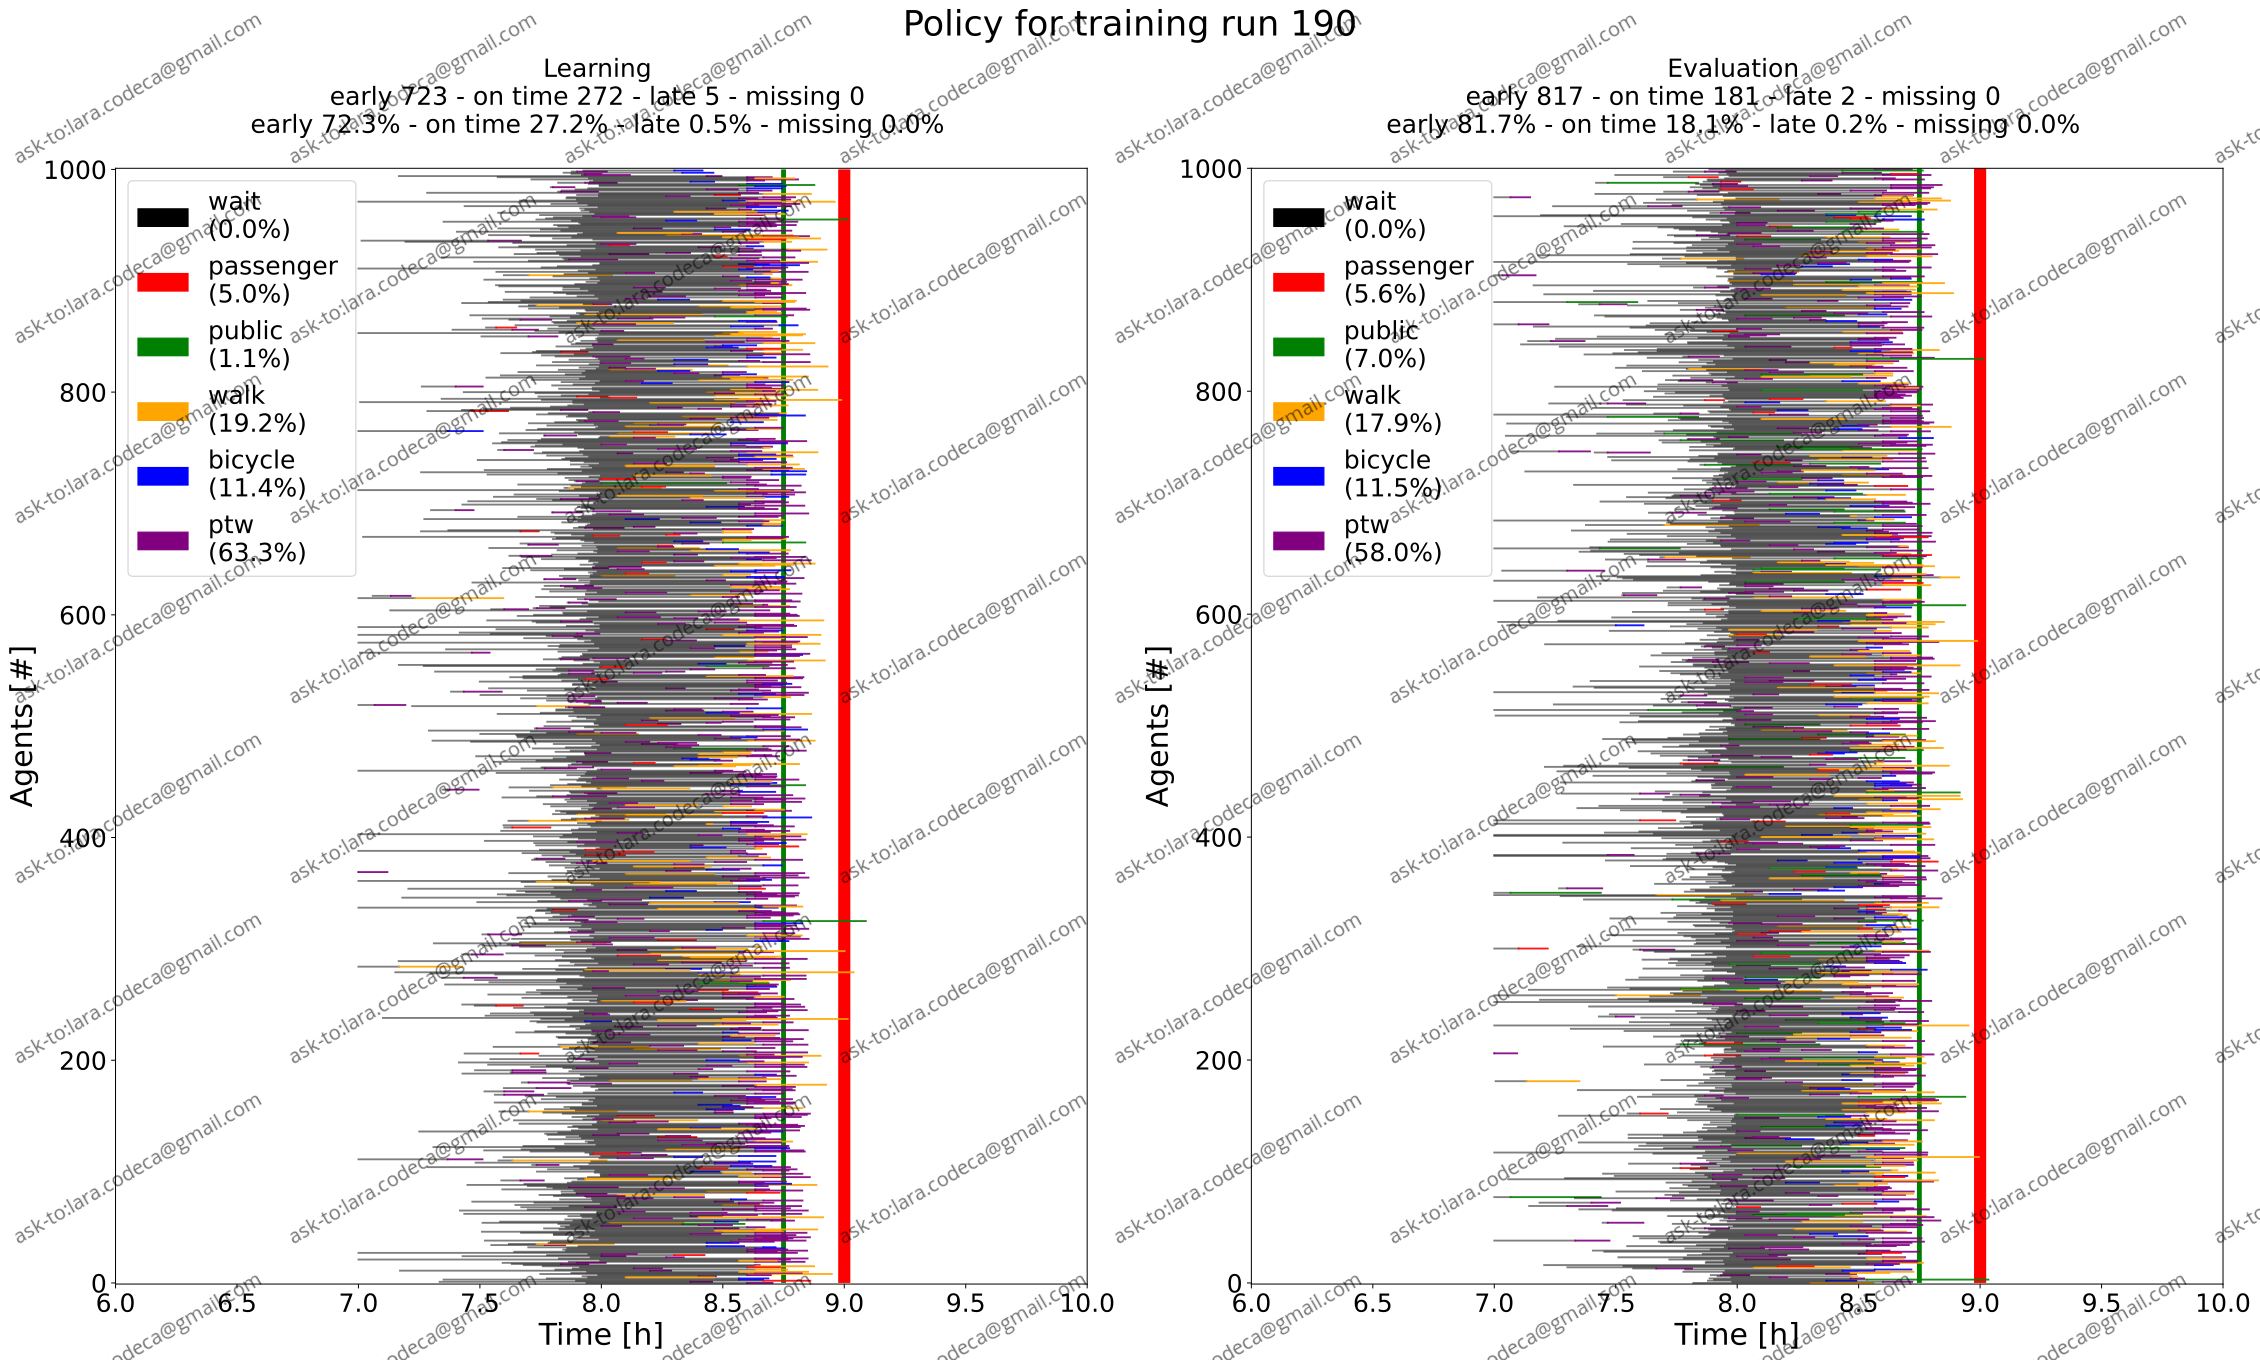 Policy for training run 190
Learning
early 723 - on time 272 - late 5 - missing 0
early 72.3% - on time 27.2% - late 0.5% - missing 0.0%
1000
800
600
400
200
0
Agents [#]
wait
(0.0%)
passenger
(5.0%)
public
(1.1%)
walk
(19.2%)
bicycle
(11.4%)
ptw
(63.3%)
6.0 6.5 7.0 7.5 8.0 8.5 9.0 9.5 10.0
Time [h]
Evaluation
early 817 - on time 181 - late 2 - missing 0
early 81.7% - on time 18.1% - late 0.2% - missing 0.0%
1000
800
600
400
200
0
Agents [#]
wait
(0.0%)
passenger
(5.6%)
public
(7.0%)
walk
(17.9%)
bicycle
(11.5%)
ptw
(58.0%)
6.0 6.5 7.0 7.5 8.0 8.5 9.0 9.5 10.0
Time [h]
ask-to:lara.codeca@gmail.com